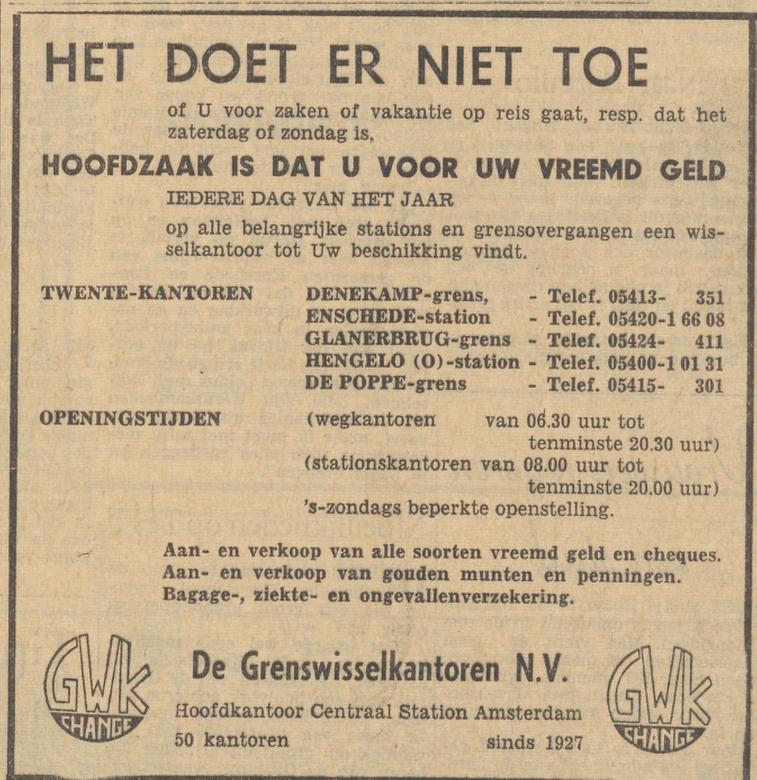 HET DOET ER NIET TOE
of U voor zaken of vakantie op reis gaat, resp. dat het
zaterdag of zondag is,
HOOFDZAAK IS DAT U VOOR UW VREEMD GELD
IEDERE DAG VAN HET JAAR
op alle belangrijke stations en grensovergangen een wis-
selkantoor tot Uw beschikking vindt.
TWENTE-KANTOREN DENEKAMP-grens, - Telef. 05413- 351
ENSCHEDE-station - Telef. 05420-1 66 08
GLANERBRUG-grens - Telef. 05424- 411
HENGELO (O)-station - Telef. 05400-1 01 31
DE POPPE-grens - Telef. 05415- 301
OPENINGSTIJDEN (wegkantoren van 06.30 uur tot
tenminste 20.30 uur)
(stationskantoren van 08.00 uur tot
tenminste 20.00 uur)
's-zondags beperkte openstelling.
Aan- en verkoop van alle soorten vreemd geld en cheques.
Aan- en verkoop van gouden munten en penningen.
Bagage-, ziekte- en ongevallenverzekering.
GWK CHANGE
De Grenswisselkantoren N.V.
Hoofdkantoor Centraal Station Amsterdam
50 kantoren sinds 1927
GWK CHANGE